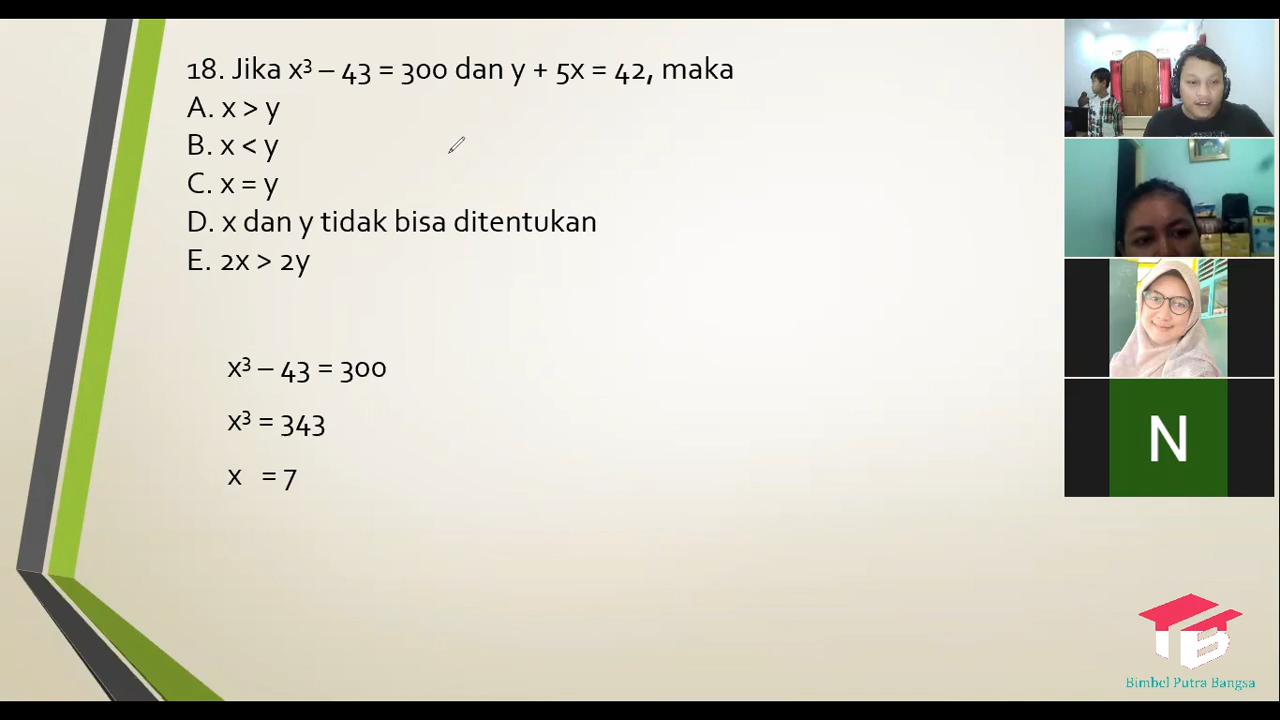 18. Jika x³ – 43 = 300 dan y + 5x = 42, maka
A. x > y
B. x < y
C. x = y
D. x dan y tidak bisa ditentukan
E. 2x > 2y
x³ – 43 = 300
x³ = 343
x = 7
N
TB
Bimbel Putra Bangsa